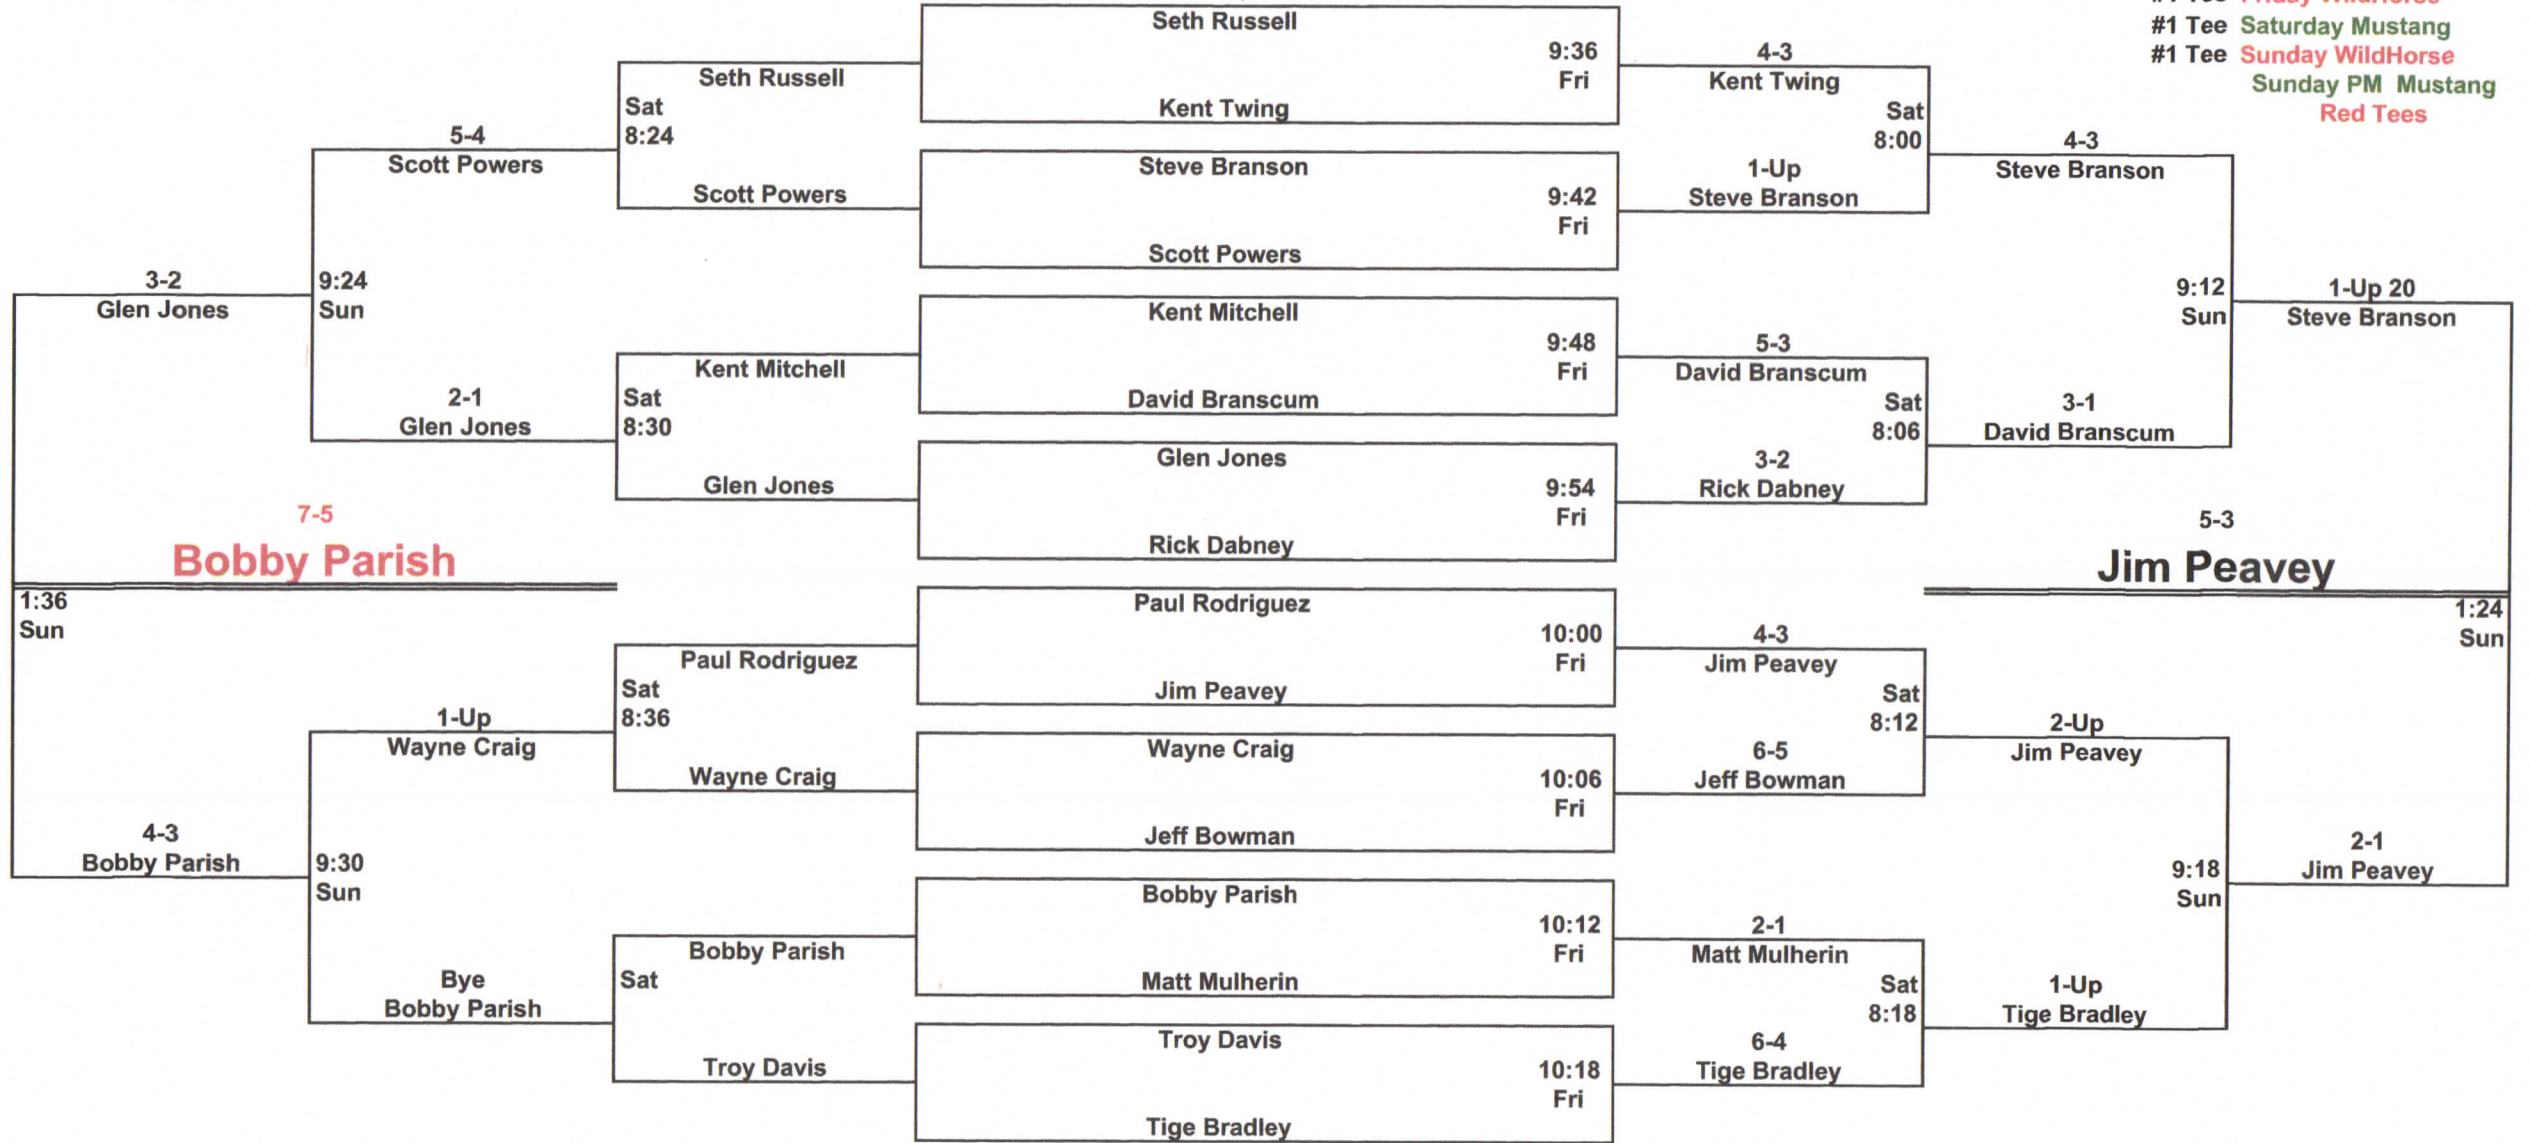 #1 Tee Friday WildHorse
#1 Tee Saturday Mustang
#1 Tee Sunday WildHorse
Sunday PM Mustang
Red Tees
3-2
Glen Jones
7-5
Bobby Parish
1:36
Sun
4-3
Bobby Parish
5-4
Scott Powers
9:24
Sun
2-1
Glen Jones
1-Up
Wayne Craig
9:30
Sun
Bye
Bobby Parish
Seth Russell
Sat
8:24
Scott Powers
Kent Mitchell
Sat
8:30
Glen Jones
Paul Rodriguez
Sat
8:36
Wayne Craig
Bobby Parish
Sat
Troy Davis
Seth Russell
9:36
Fri
Kent Twing
Steve Branson
9:42
Fri
Scott Powers
Kent Mitchell
9:48
Fri
David Branscum
Glen Jones
9:54
Fri
Rick Dabney
Paul Rodriguez
10:00
Fri
Jim Peavey
Wayne Craig
10:06
Fri
Jeff Bowman
Bobby Parish
10:12
Fri
Matt Mulherin
Troy Davis
10:18
Fri
Tige Bradley
4-3
Kent Twing
Sat
8:00
1-Up
Steve Branson
5-3
David Branscum
Sat
8:06
3-2
Rick Dabney
4-3
Jim Peavey
Sat
8:12
6-5
Jeff Bowman
2-1
Matt Mulherin
Sat
8:18
6-4
Tige Bradley
4-3
Steve Branson
9:12
Sun
3-1
David Branscum
2-Up
Jim Peavey
9:18
Sun
1-Up
Tige Bradley
1-Up 20
Steve Branson
5-3
Jim Peavey
1:24
Sun
2-1
Jim Peavey